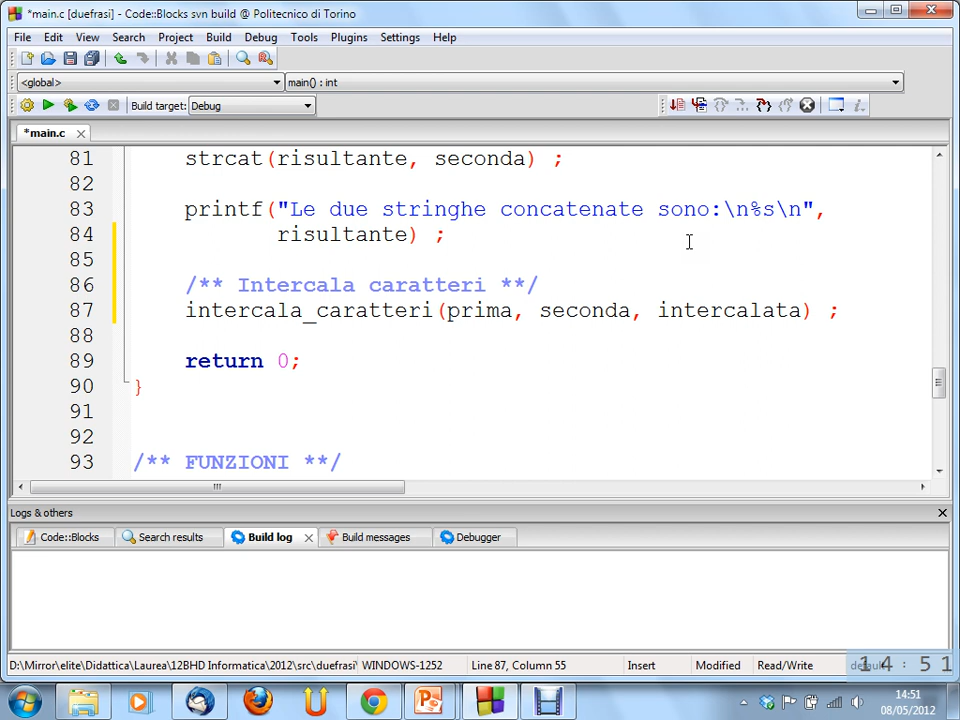 *main.c [duefrasi] - Code::Blocks svn build @ Politecnico di Torino
File Edit View Search Project Build Debug Tools Plugins Settings Help
<global> main() : int
Build target: Debug
*main.c
81 strcat(risultante, seconda) ;
82
83 printf("Le due stringhe concatenate sono:\n%s\n",
84 risultante) ;
85
86 /** Intercala caratteri **/
87 intercala_caratteri(prima, seconda, intercalata) ;
88
89 return 0;
90 }
91
92
93 /** FUNZIONI **/
Logs & others
Code::Blocks Search results Build log Build messages Debugger
D:\Mirror\elite\Didattica\Laurea\12BHD Informatica\2012\src\duefrasi\ WINDOWS-1252 Line 87, Column 55 Insert Modified Read/Write default
14:51
14:51
08/05/2012